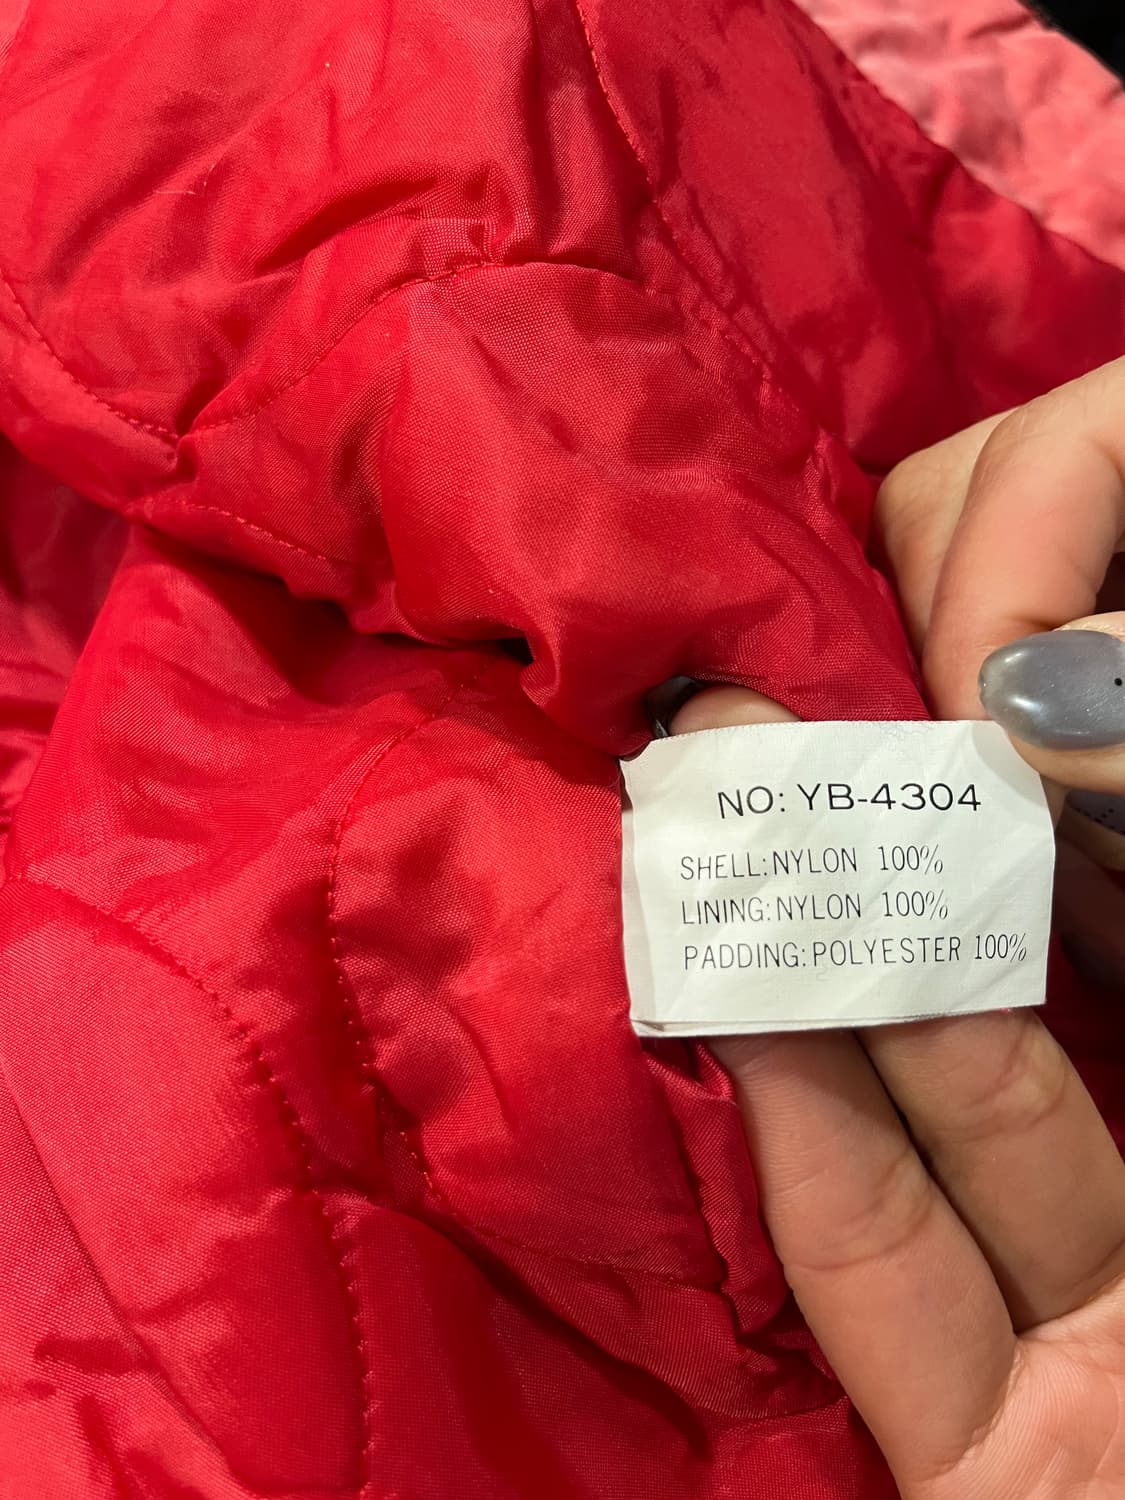 NO: YB-4304
SHELL: NYLON 100%
LINING: NYLON 100%
PADDING: POLYESTER 100%